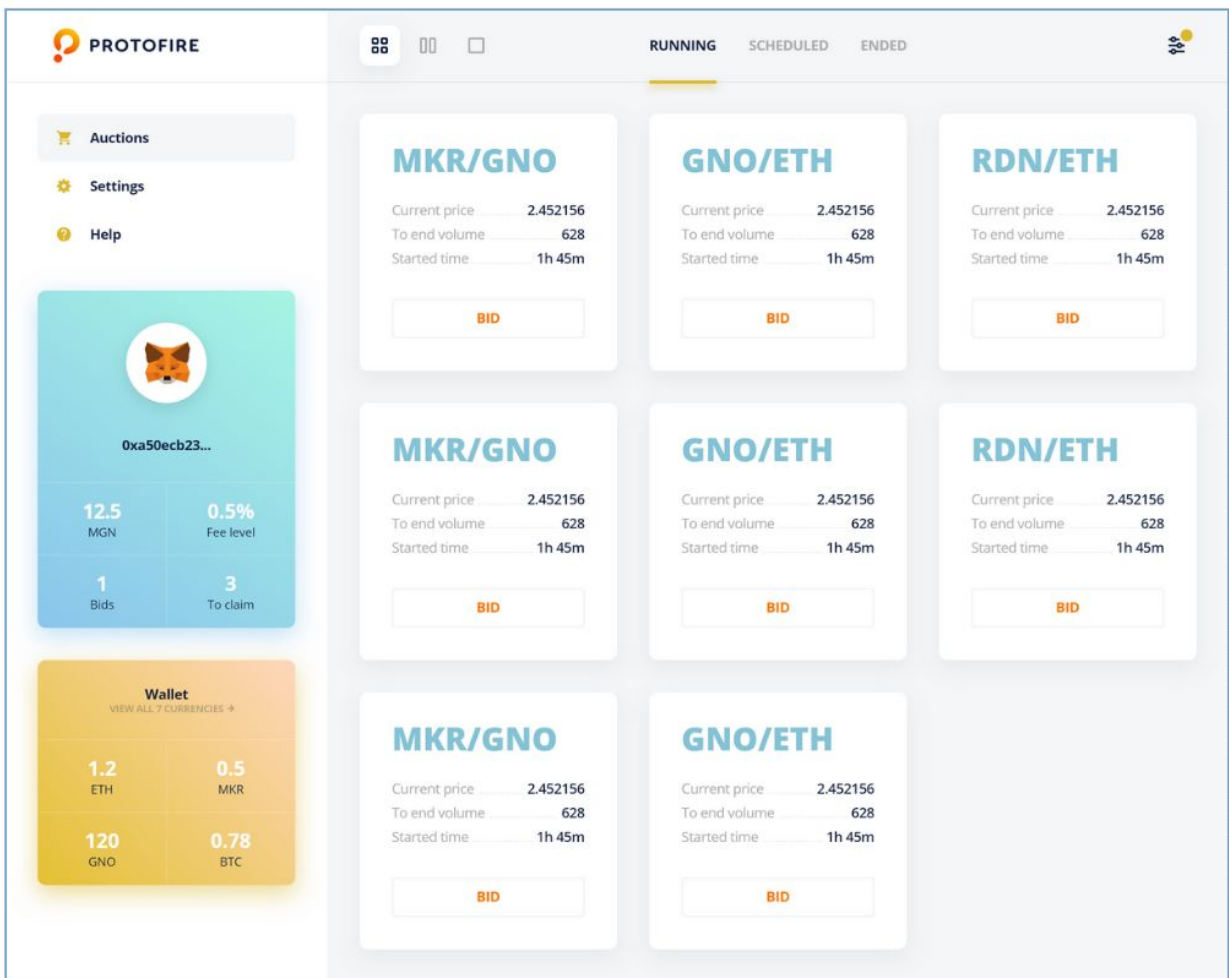 PROTOFIRE
RUNNING SCHEDULED ENDED
Auctions
Settings
Help
0xa50ecb23...
12.5 0.5%
MGN Fee level
1 3
Bids To claim
Wallet
VIEW ALL 7 CURRENCIES →
1.2 0.5
ETH MKR
120 0.78
GNO BTC
MKR/GNO GNO/ETH RDN/ETH
Current price 2.452156 Current price 2.452156 Current price 2.452156
To end volume 628 To end volume 628 To end volume 628
Started time 1h 45m Started time 1h 45m Started time 1h 45m
BID BID BID
MKR/GNO GNO/ETH RDN/ETH
Current price 2.452156 Current price 2.452156 Current price 2.452156
To end volume 628 To end volume 628 To end volume 628
Started time 1h 45m Started time 1h 45m Started time 1h 45m
BID BID BID
MKR/GNO GNO/ETH
Current price 2.452156 Current price 2.452156
To end volume 628 To end volume 628
Started time 1h 45m Started time 1h 45m
BID BID